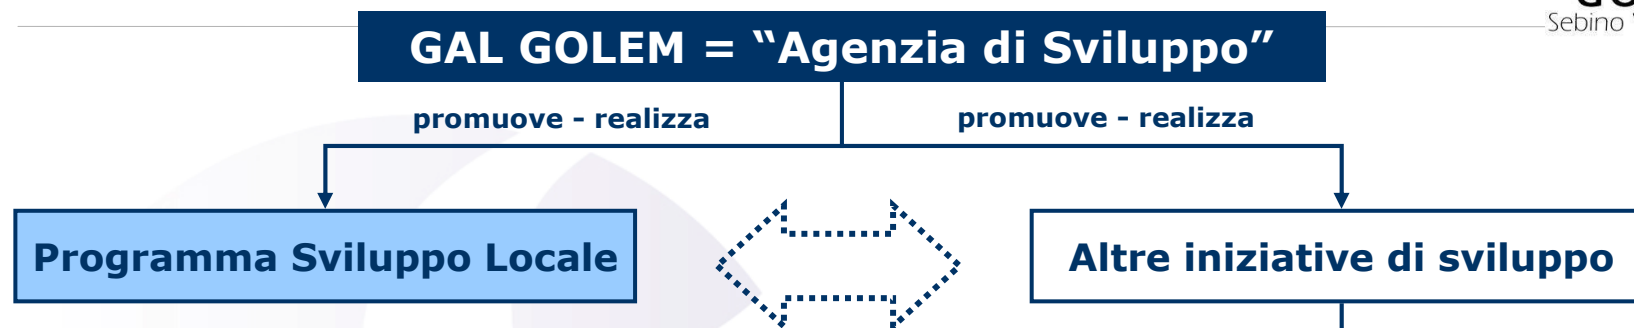 Sebino
GAL GOLEM = “Agenzia di Sviluppo”
promuove - realizza
promuove - realizza
Programma Sviluppo Locale
Altre iniziative di sviluppo